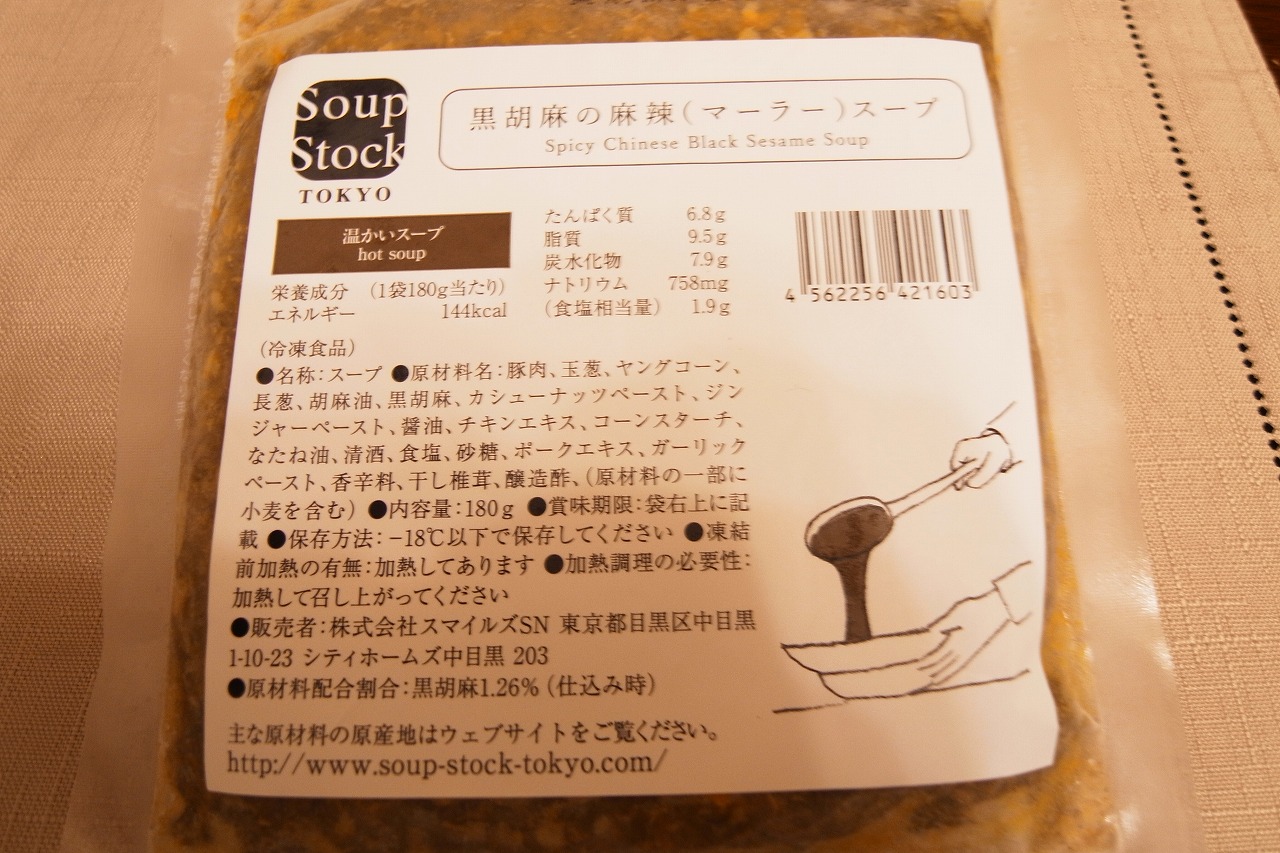 Soup
Stock
TOKYO
黒胡麻の麻辣(マーラー)スープ
Spicy Chinese Black Sesame Soup
温かいスープ
hot soup
栄養成分 (1袋180g当たり)
エネルギー 144kcal
たんぱく質 6.8g
脂質 9.5g
炭水化物 7.9g
ナトリウム 758mg
(食塩相当量) 1.9g
4 562256 421603
(冷凍食品)
●名称:スープ ●原材料名:豚肉、玉葱、ヤングコーン、
長葱、胡麻油、黒胡麻、カシューナッツペースト、ジン
ジャーペースト、醤油、チキンエキス、コーンスターチ、
なたね油、清酒、食塩、砂糖、ポークエキス、ガーリック
ペースト、香辛料、干し椎茸、醸造酢、(原材料の一部に
小麦を含む) ●内容量:180g ●賞味期限:袋右上に記
載 ●保存方法:−18℃以下で保存してください ●凍結
前加熱の有無:加熱してあります ●加熱調理の必要性:
加熱して召し上がってください
●販売者:株式会社スマイルズSN 東京都目黒区中目黒
1-10-23 シティホームズ中目黒 203
●原材料配合割合:黒胡麻1.26% (仕込み時)
主な原材料の原産地はウェブサイトをご覧ください。
http://www.soup-stock-tokyo.com/